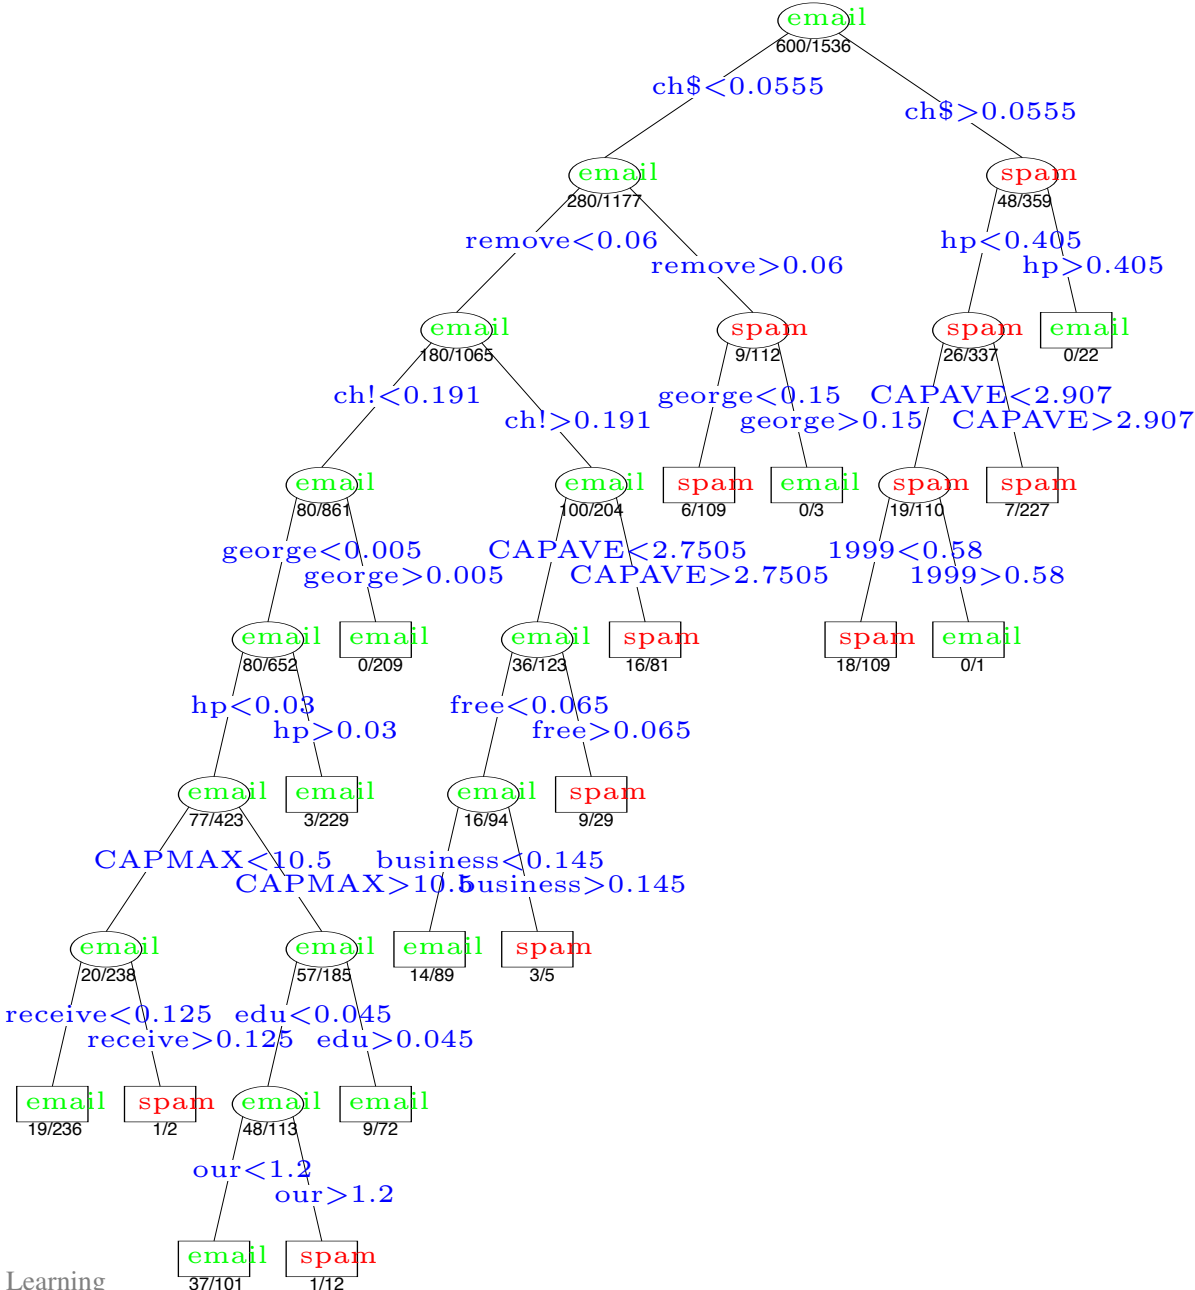 email
600/1536
ch$<0.0555
ch$>0.0555
email
280/1177
spam
48/359
remove<0.06
remove>0.06
hp<0.405
hp>0.405
email
180/1065
spam
9/112
spam
26/337
email
0/22
ch!<0.191
ch!>0.191
george<0.15
george>0.15
CAPAVE<2.907
CAPAVE>2.907
email
80/861
email
100/204
spam
6/109
email
0/3
spam
19/110
spam
7/227
george<0.005
george>0.005
CAPAVE<2.7505
CAPAVE>2.7505
1999<0.58
1999>0.58
email
80/652
email
0/209
email
36/123
spam
16/81
spam
18/109
email
0/1
hp<0.03
hp>0.03
free<0.065
free>0.065
email
77/423
email
3/229
email
16/94
spam
9/29
CAPMAX<10.5
CAPMAX>10.5
business<0.145
business>0.145
email
20/238
email
57/185
email
14/89
spam
3/5
receive<0.125
receive>0.125
edu<0.045
edu>0.045
email
19/236
spam
1/2
email
48/113
email
9/72
our<1.2
our>1.2
email
37/101
spam
1/12
Learning